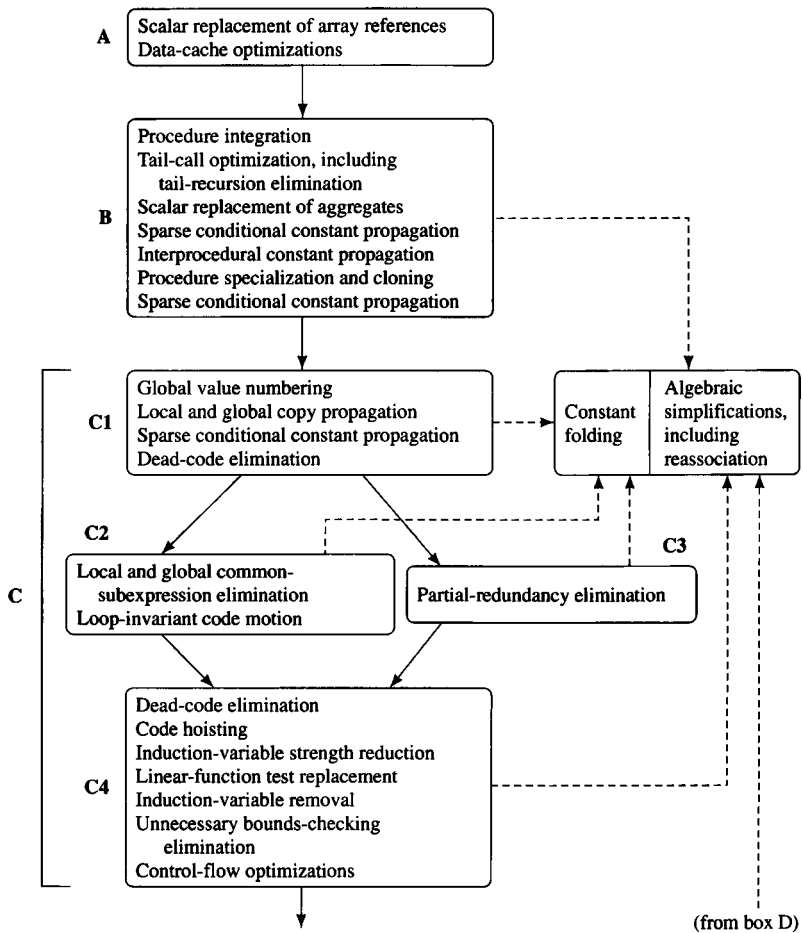 A
Scalar replacement of array references
Data-cache optimizations
B
Procedure integration
Tail-call optimization, including
tail-recursion elimination
Scalar replacement of aggregates
Sparse conditional constant propagation
Interprocedural constant propagation
Procedure specialization and cloning
Sparse conditional constant propagation
C
C1
Global value numbering
Local and global copy propagation
Sparse conditional constant propagation
Dead-code elimination
Constant
folding
Algebraic
simplifications,
including
reassociation
C2
Local and global common-
subexpression elimination
Loop-invariant code motion
C3
Partial-redundancy elimination
C4
Dead-code elimination
Code hoisting
Induction-variable strength reduction
Linear-function test replacement
Induction-variable removal
Unnecessary bounds-checking
elimination
Control-flow optimizations
(from box D)